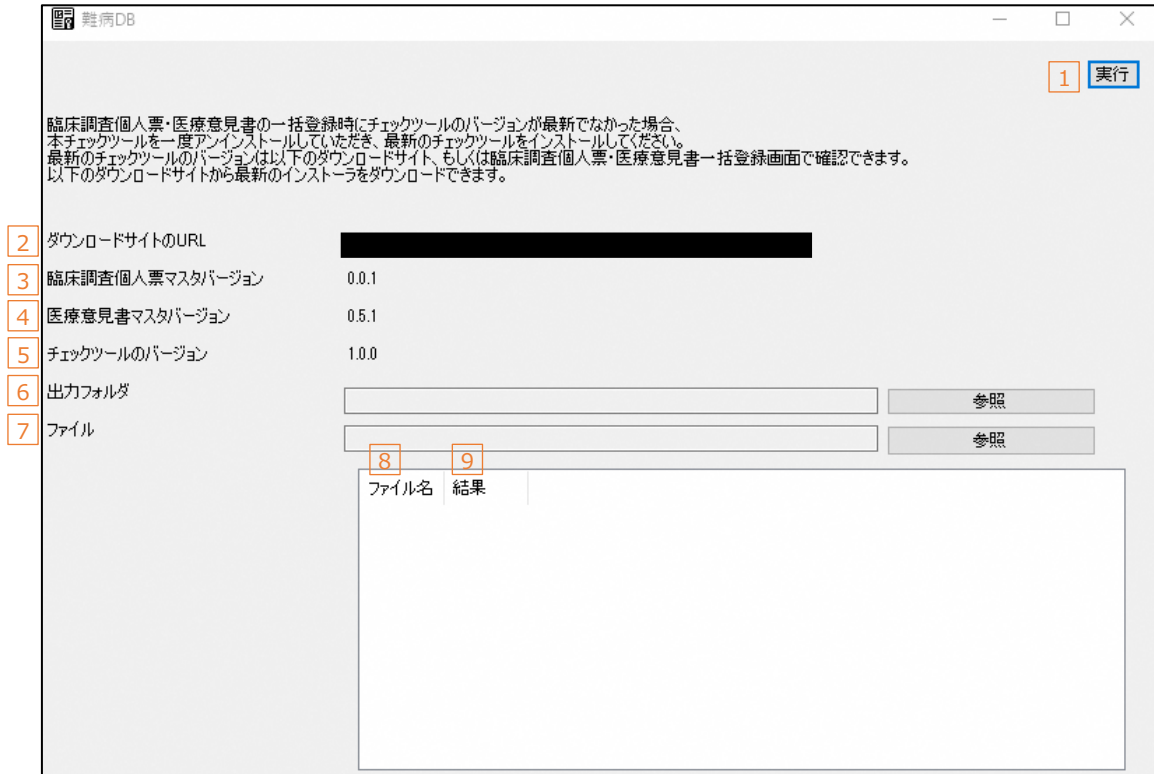 難病DB
1 実行
臨床調査個人票・医療意見書の一括登録時にチェックツールのバージョンが最新でなかった場合、
本チェックツールを一度アンインストールしていただき、最新のチェックツールをインストールしてください。
最新のチェックツールのバージョンは以下のダウンロードサイト、もしくは臨床調査個人票・医療意見書一括登録画面で確認できます。
以下のダウンロードサイトから最新のインストーラをダウンロードできます。
2 ダウンロードサイトのURL
3 臨床調査個人票マスタバージョン 0.0.1
4 医療意見書マスタバージョン 0.5.1
5 チェックツールのバージョン 1.0.0
6 出力フォルダ 参照
7 ファイル 参照
8 9
ファイル名 結果